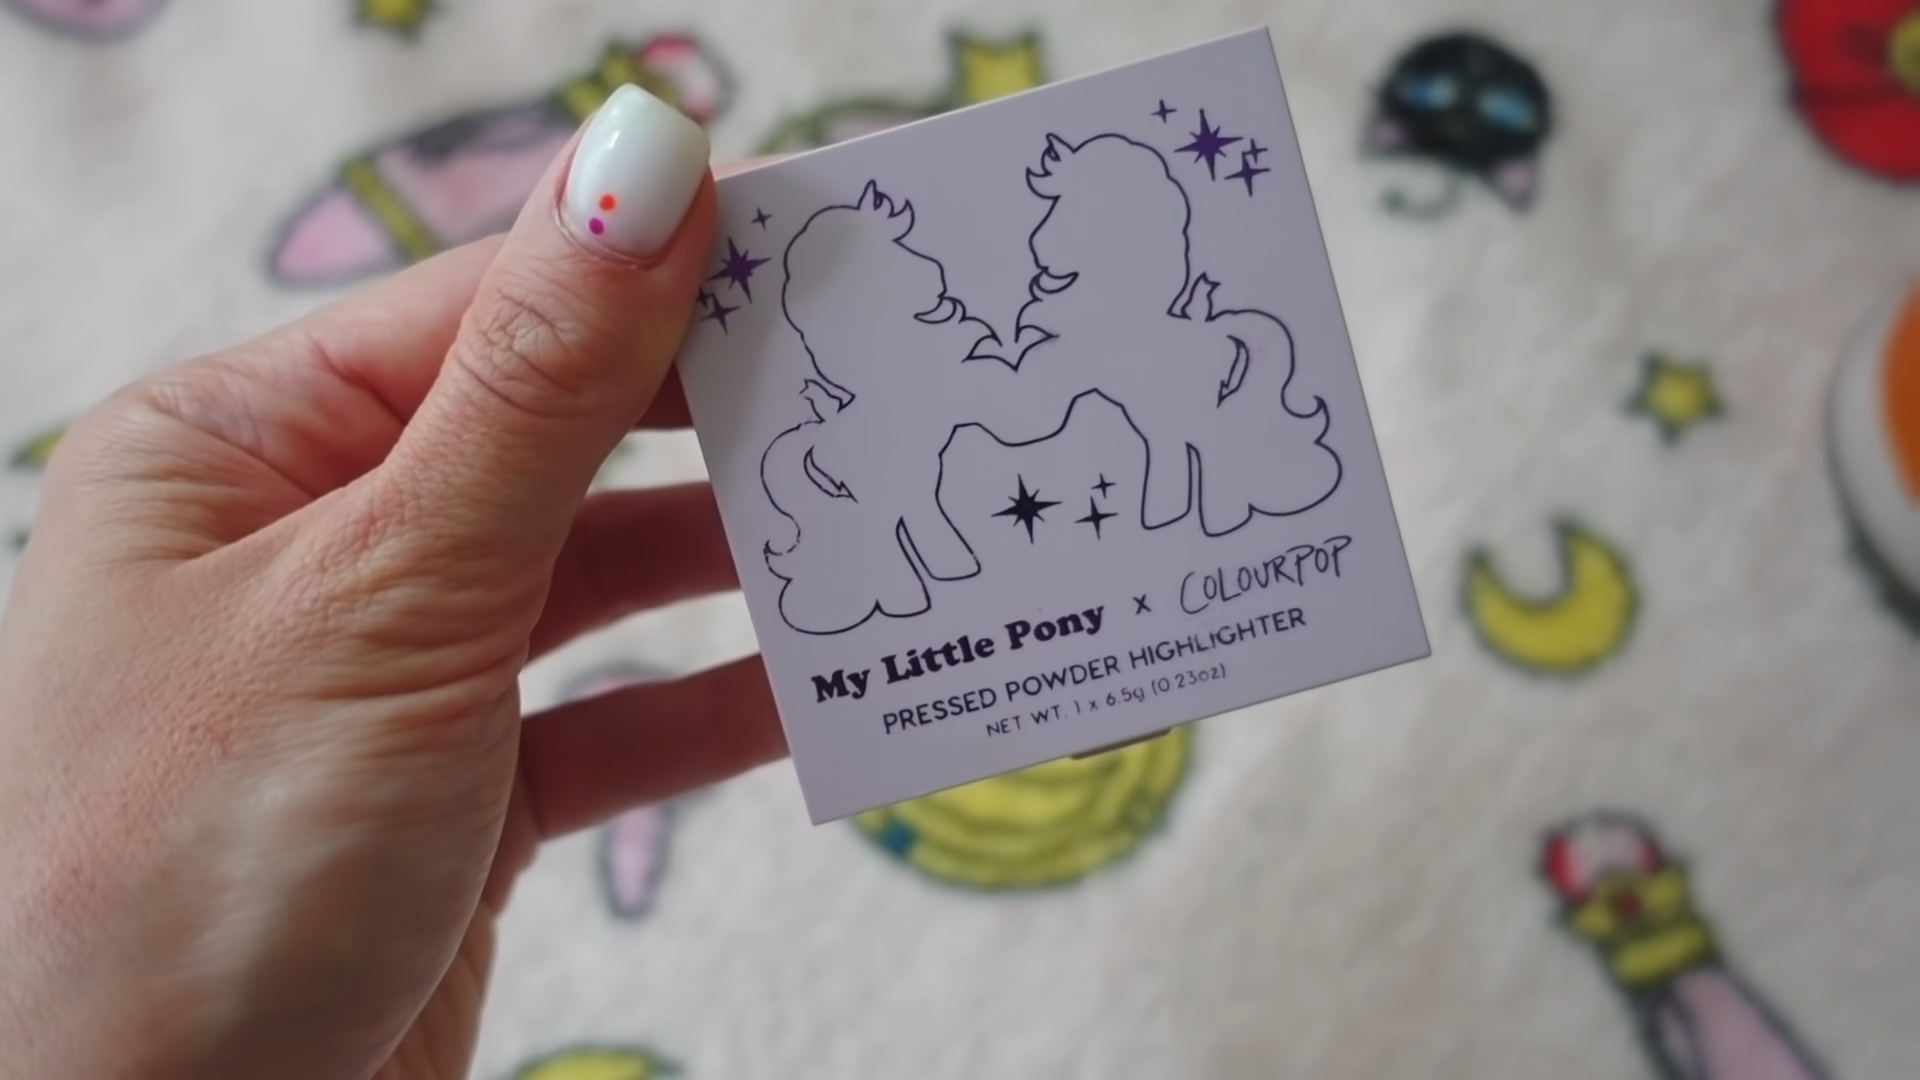 My Little Pony x COLOURPOP
PRESSED POWDER HIGHLIGHTER
NET WT. 1 x 6.5g (0.23oz)